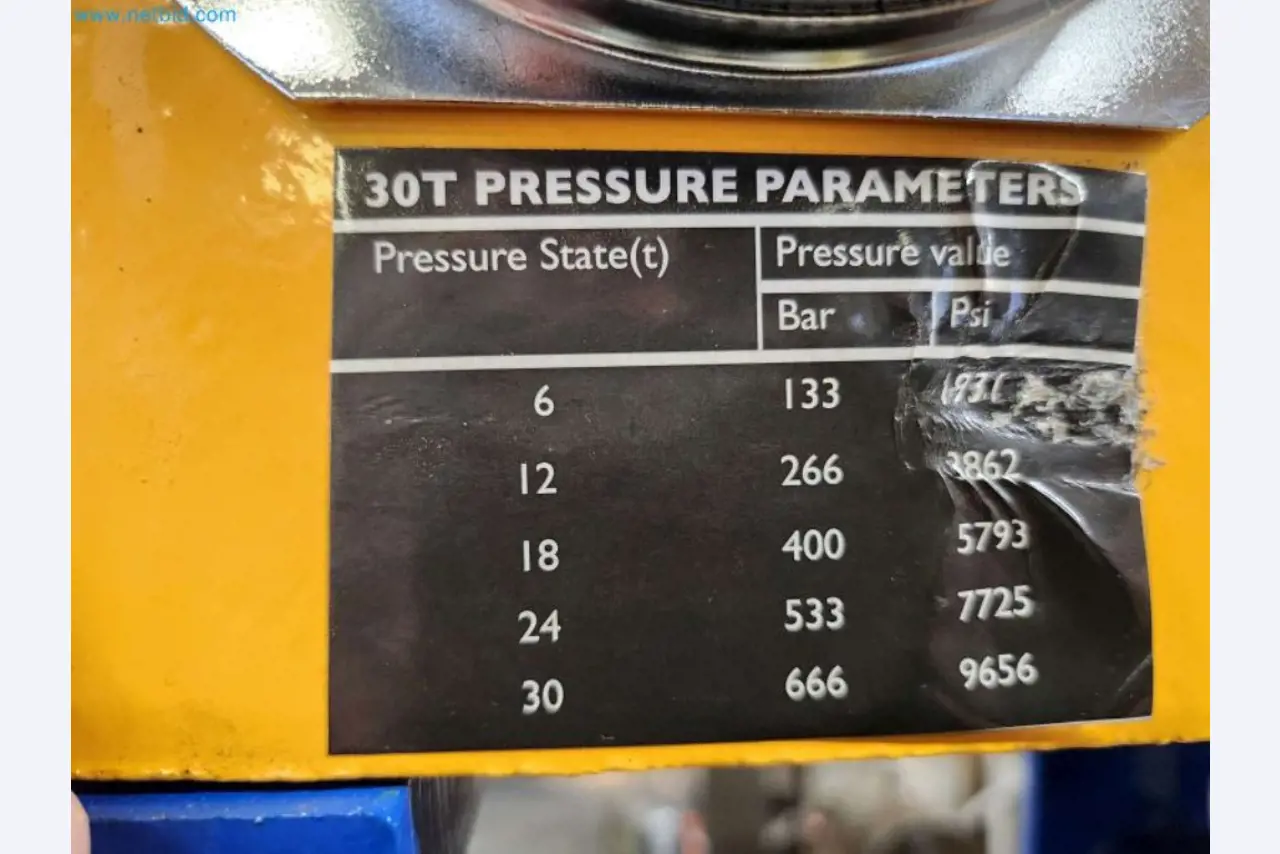 www.netbid.com
30T PRESSURE PARAMETERS
Pressure State(t) Pressure value
Bar Psi
6 133
12 266 3862
18 400 5793
24 533 7725
30 666 9656